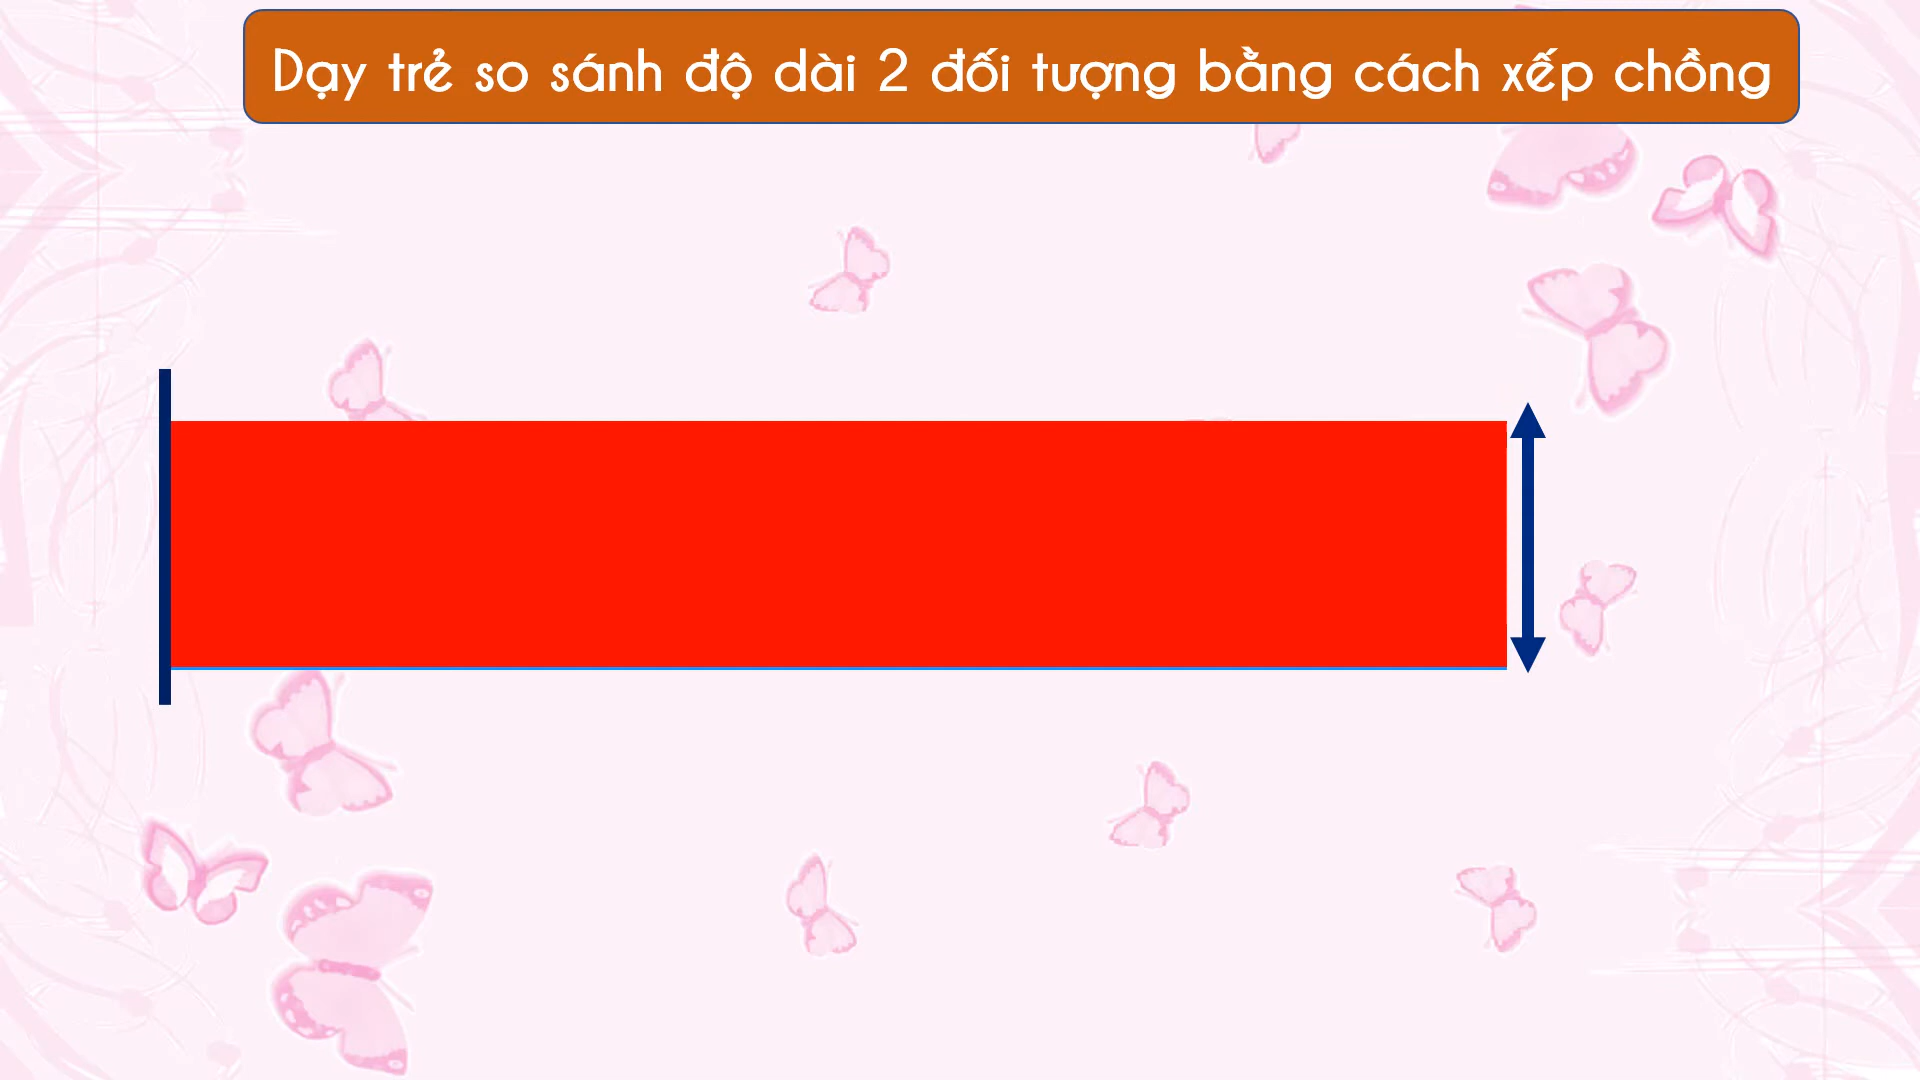 Dạy trẻ so sánh độ dài 2 đối tượng bằng cách xếp chồng